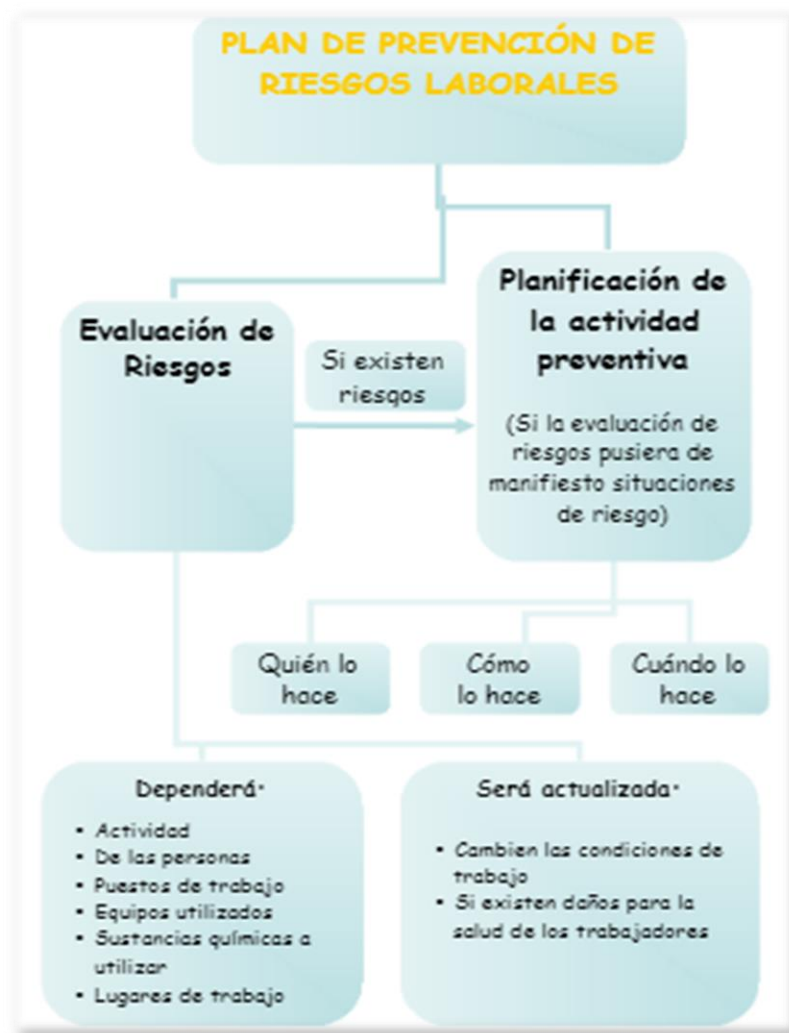 PLAN DE PREVENCIÓN DE
RIESGOS LABORALES
Evaluación de
Riesgos
Si existen
riesgos
Planificación de
la actividad
preventiva
(Si la evaluación de
riesgos pusiera de
manifiesto situaciones
de riesgo)
Quién lo
hace
Cómo
lo hace
Cuándo lo
hace
Dependerá:
▪ Actividad
▪ De las personas
▪ Puestos de trabajo
▪ Equipos utilizados
▪ Sustancias químicas a
utilizar
▪ Lugares de trabajo
Será actualizada:
▪ Cambien las condiciones de
trabajo
▪ Si existen daños para la
salud de los trabajadores